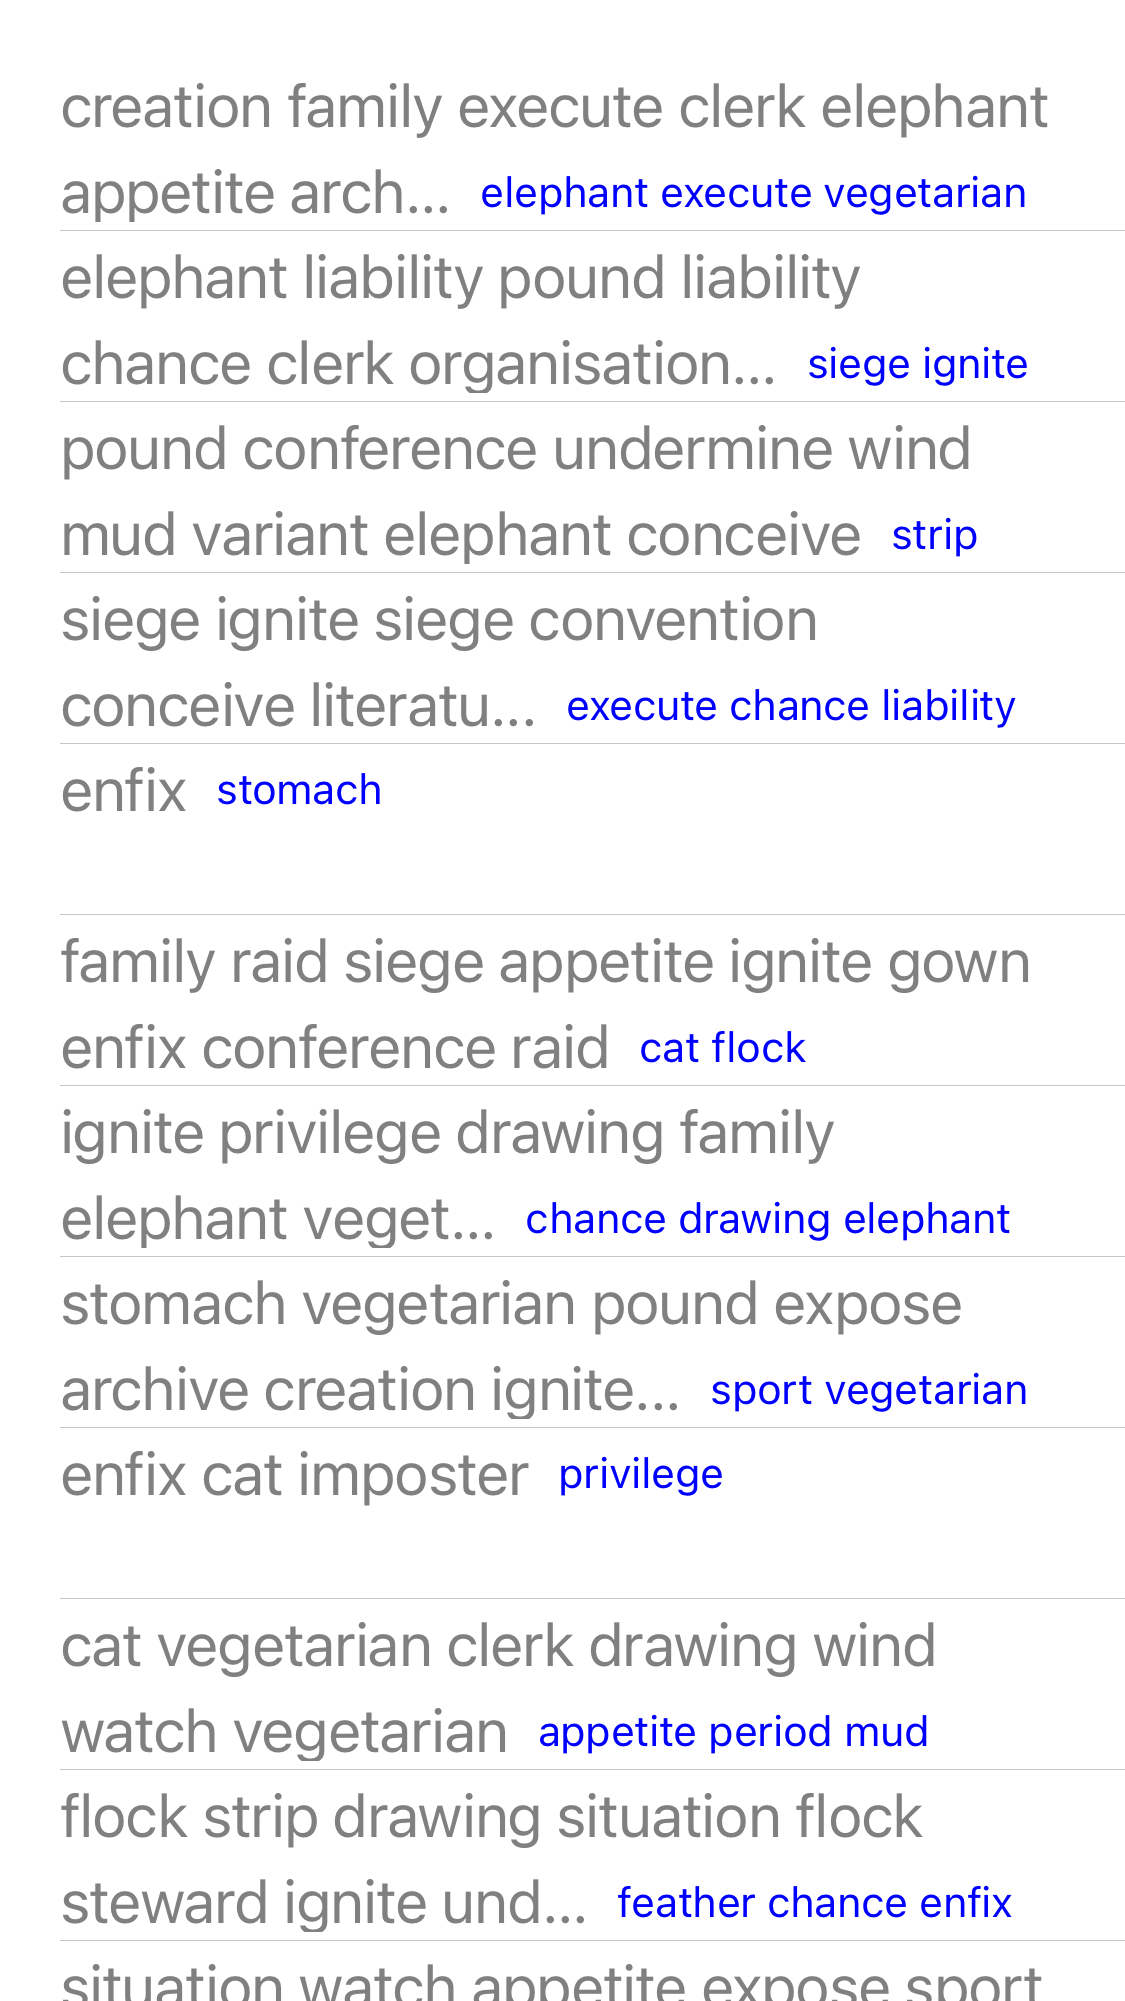 creation family execute clerk elephant
appetite arch... elephant execute vegetarian
elephant liability pound liability
chance clerk organisation... siege ignite
pound conference undermine wind
mud variant elephant conceive strip
siege ignite siege convention
conceive literatu... execute chance liability
enfix stomach
family raid siege appetite ignite gown
enfix conference raid cat flock
ignite privilege drawing family
elephant veget... chance drawing elephant
stomach vegetarian pound expose
archive creation ignite... sport vegetarian
enfix cat imposter privilege
cat vegetarian clerk drawing wind
watch vegetarian appetite period mud
flock strip drawing situation flock
steward ignite und... feather chance enfix
situation watch appetite expose sport